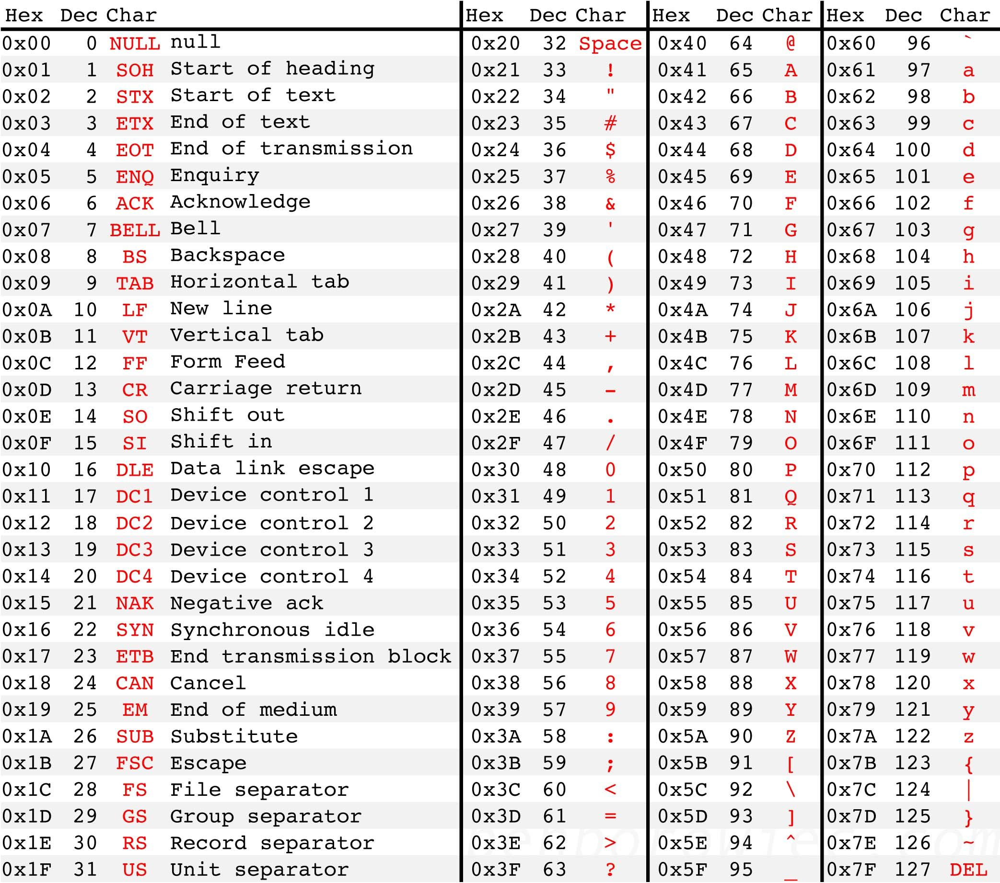 Hex Dec Char Hex Dec Char Hex Dec Char Hex Dec Char
0x00 0 NULL null 0x20 32 Space 0x40 64 @ 0x60 96 `
0x01 1 SOH Start of heading 0x21 33 ! 0x41 65 A 0x61 97 a
0x02 2 STX Start of text 0x22 34 " 0x42 66 B 0x62 98 b
0x03 3 ETX End of text 0x23 35 # 0x43 67 C 0x63 99 c
0x04 4 EOT End of transmission 0x24 36 $ 0x44 68 D 0x64 100 d
0x05 5 ENQ Enquiry 0x25 37 % 0x45 69 E 0x65 101 e
0x06 6 ACK Acknowledge 0x26 38 & 0x46 70 F 0x66 102 f
0x07 7 BELL Bell 0x27 39 ' 0x47 71 G 0x67 103 g
0x08 8 BS Backspace 0x28 40 ( 0x48 72 H 0x68 104 h
0x09 9 TAB Horizontal tab 0x29 41 ) 0x49 73 I 0x69 105 i
0x0A 10 LF New line 0x2A 42 * 0x4A 74 J 0x6A 106 j
0x0B 11 VT Vertical tab 0x2B 43 + 0x4B 75 K 0x6B 107 k
0x0C 12 FF Form Feed 0x2C 44 , 0x4C 76 L 0x6C 108 l
0x0D 13 CR Carriage return 0x2D 45 - 0x4D 77 M 0x6D 109 m
0x0E 14 SO Shift out 0x2E 46 . 0x4E 78 N 0x6E 110 n
0x0F 15 SI Shift in 0x2F 47 / 0x4F 79 O 0x6F 111 o
0x10 16 DLE Data link escape 0x30 48 0 0x50 80 P 0x70 112 p
0x11 17 DC1 Device control 1 0x31 49 1 0x51 81 Q 0x71 113 q
0x12 18 DC2 Device control 2 0x32 50 2 0x52 82 R 0x72 114 r
0x13 19 DC3 Device control 3 0x33 51 3 0x53 83 S 0x73 115 s
0x14 20 DC4 Device control 4 0x34 52 4 0x54 84 T 0x74 116 t
0x15 21 NAK Negative ack 0x35 53 5 0x55 85 U 0x75 117 u
0x16 22 SYN Synchronous idle 0x36 54 6 0x56 86 V 0x76 118 v
0x17 23 ETB End transmission block 0x37 55 7 0x57 87 W 0x77 119 w
0x18 24 CAN Cancel 0x38 56 8 0x58 88 X 0x78 120 x
0x19 25 EM End of medium 0x39 57 9 0x59 89 Y 0x79 121 y
0x1A 26 SUB Substitute 0x3A 58 : 0x5A 90 Z 0x7A 122 z
0x1B 27 FSC Escape 0x3B 59 ; 0x5B 91 [ 0x7B 123 {
0x1C 28 FS File separator 0x3C 60 < 0x5C 92 \ 0x7C 124 |
0x1D 29 GS Group separator 0x3D 61 = 0x5D 93 ] 0x7D 125 }
0x1E 30 RS Record separator 0x3E 62 > 0x5E 94 ^ 0x7E 126 ~
0x1F 31 US Unit separator 0x3F 63 ? 0x5F 95 _ 0x7F 127 DEL